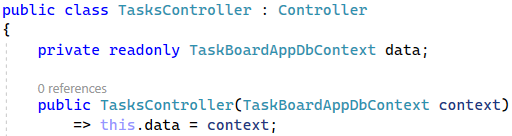 public class TasksController : Controller
{
    private readonly TaskBoardAppDbContext data;
    0 references
    public TasksController(TaskBoardAppDbContext context)
        => this.data = context;